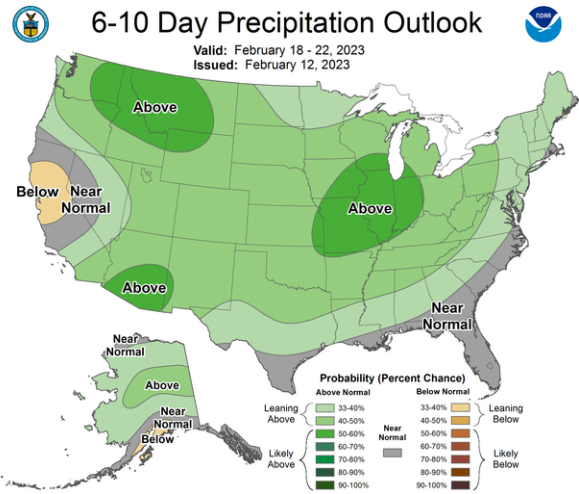 6-10 Day Precipitation Outlook
NOAA
Valid: February 18 - 22, 2023
Issued: February 12, 2023
Above
Below
Near
Normal
Above
Above
Near
Normal
Near
Normal
Above
Near
Normal
Below
Probability (Percent Chance)
Above Normal
Below Normal
Leaning
Above
33-40%
40-50%
Likely
Above
50-60%
60-70%
70-80%
80-90%
90-100%
Near
Normal
33-40%
40-50%
Leaning
Below
50-60%
60-70%
70-80%
80-90%
90-100%
Likely
Below